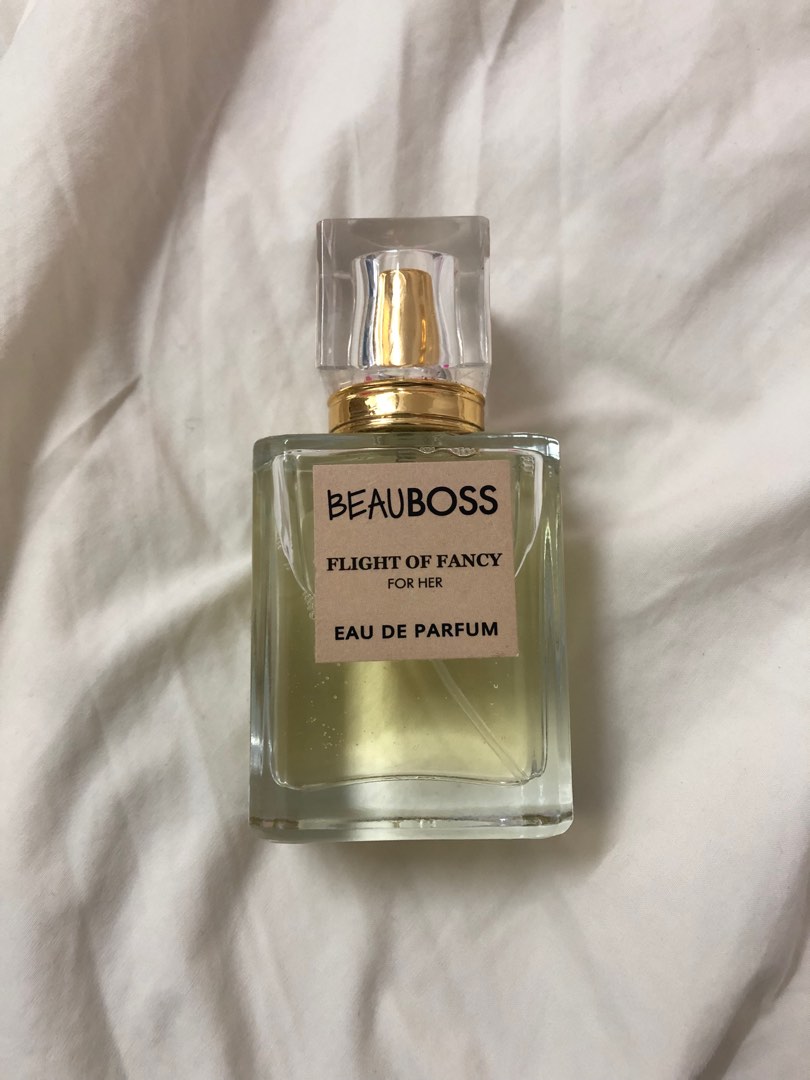 BEAUBOSS
FLIGHT OF FANCY
FOR HER
EAU DE PARFUM